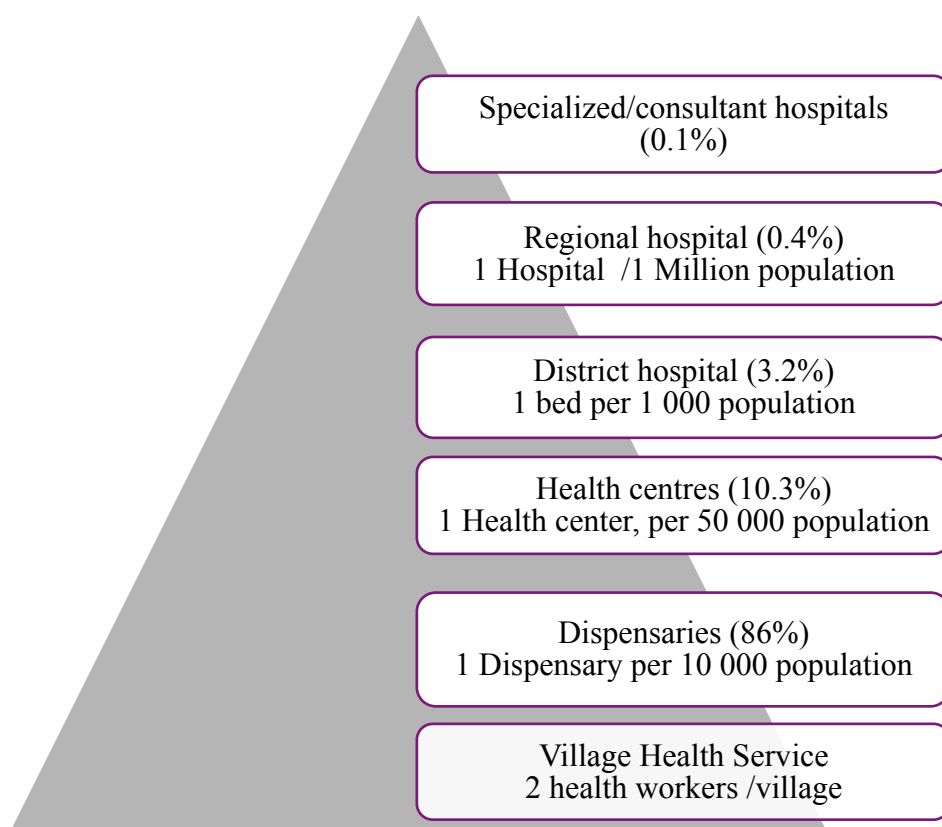 Specialized/consultant hospitals
(0.1%)
Regional hospital (0.4%)
1 Hospital /1 Million population
District hospital (3.2%)
1 bed per 1 000 population
Health centres (10.3%)
1 Health center, per 50 000 population
Dispensaries (86%)
1 Dispensary per 10 000 population
Village Health Service
2 health workers /village